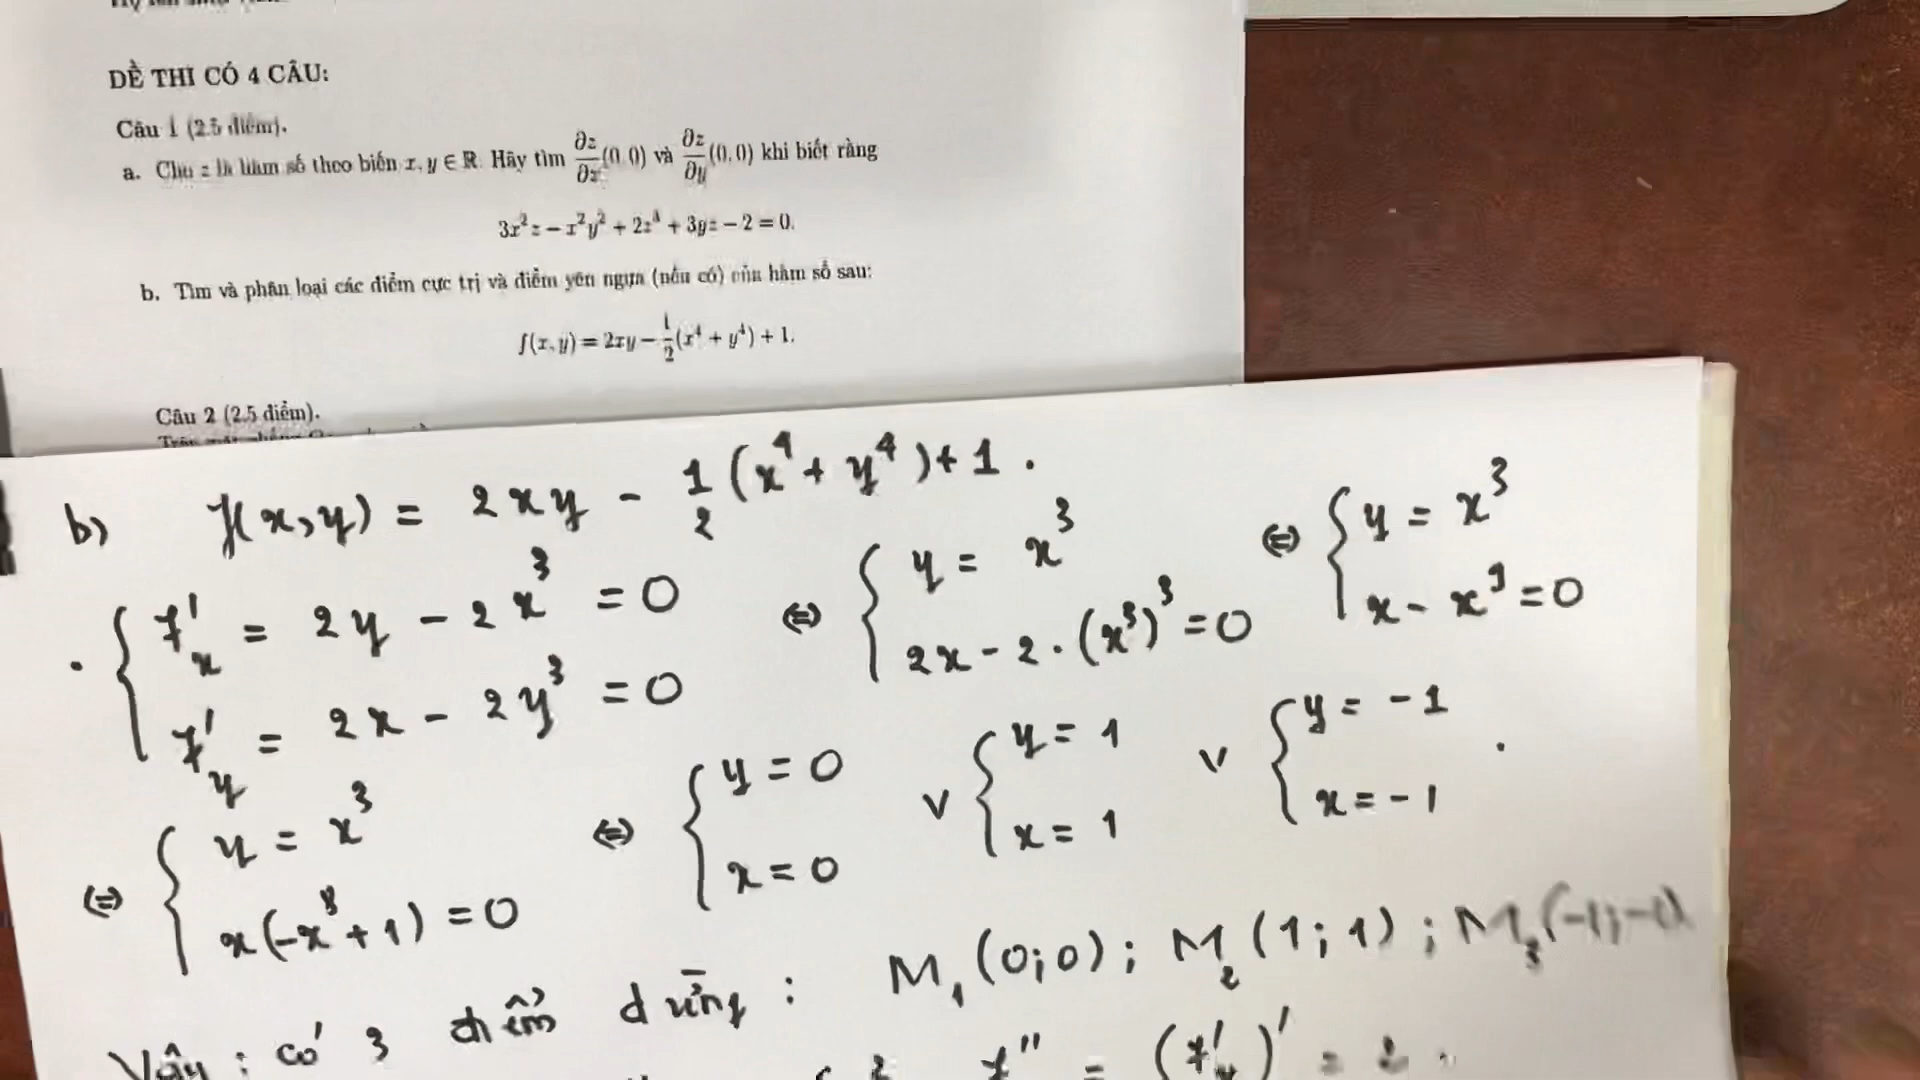 ĐỀ THI CÓ 4 CÂU:
Câu 1 (2.5 điểm).
a. Cho z là hàm số theo biến x, y ∈ ℝ. Hãy tìm ∂z/∂x (0,0) và ∂z/∂y (0,0) khi biết rằng
3x²z − x²y² + 2z³ + 3yz − 2 = 0.
b. Tìm và phân loại các điểm cực trị và điểm yên ngựa (nếu có) của hàm số sau:
f(x, y) = 2xy − 1/2 (x⁴ + y⁴) + 1.
Câu 2 (2.5 điểm).
b) f(x,y) = 2xy - 1/2 (x⁴ + y⁴) + 1.
. { f'x = 2y - 2x³ = 0 ⇔ { y = x³ ⇔ { y = x³
f'y = 2x - 2y³ = 0 2x - 2.(x³)³ = 0 x - x⁹ = 0
⇔ { y = x³ ⇔ { y = 0 ∨ { y = 1 ∨ { y = -1 .
x(-x⁸ + 1) = 0 x = 0 x = 1 x = -1
Vậy : có 3 điểm dừng : M₁(0;0) ; M₂(1;1) ; M₃(-1;-1)